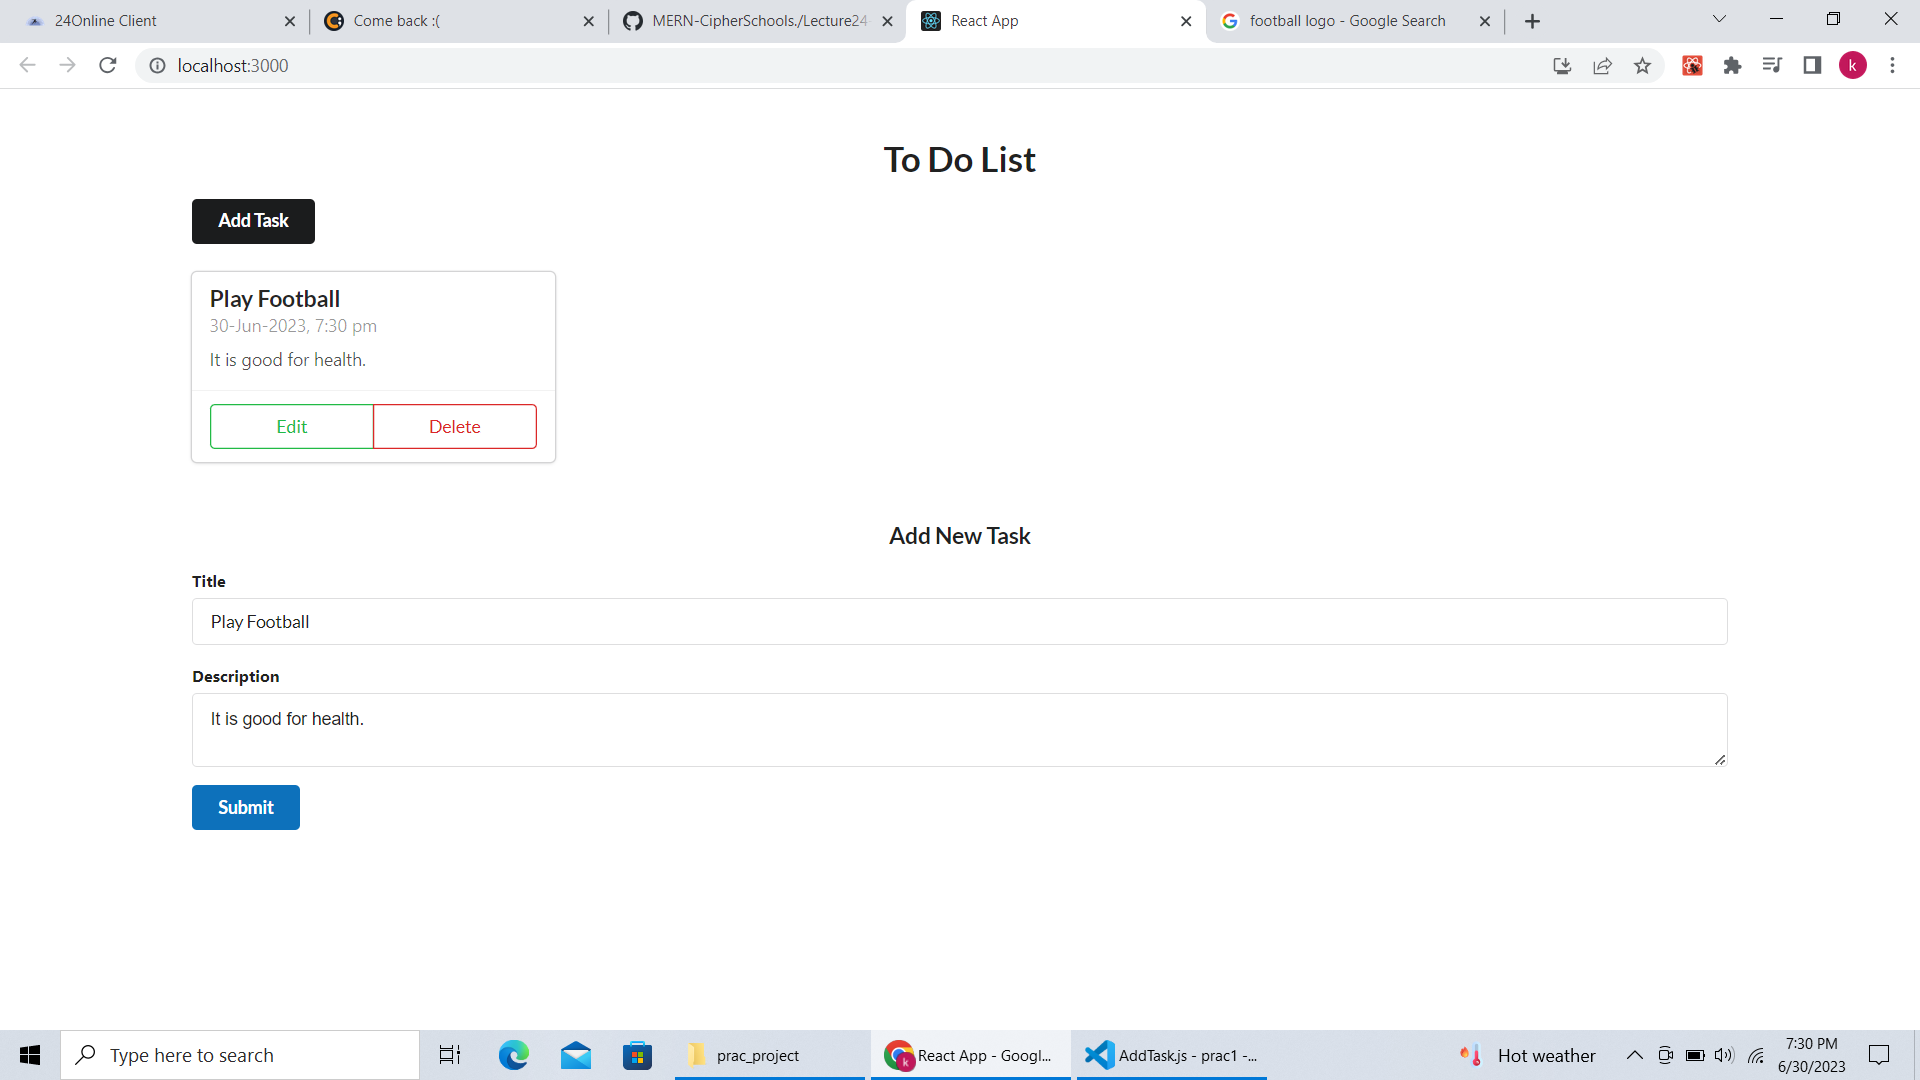 24Online Client
Come back :(
MERN-CipherSchools./Lecture24-
React App
football logo - Google Search
localhost:3000
k
To Do List
Add Task
Play Football
30-Jun-2023, 7:30 pm
It is good for health.
Edit
Delete
Add New Task
Title
Play Football
Description
It is good for health.
Submit
Type here to search
prac_project
k
React App - Googl...
AddTask.js - prac1 -...
Hot weather
7:30 PM
6/30/2023